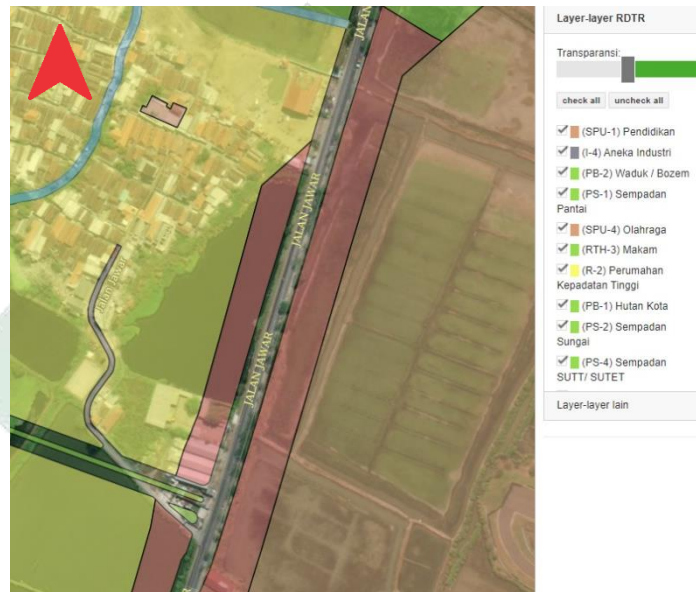 JALAN
JALAN JAWAR
Jalan Jawar
JALAN JAWAR
Layer-layer RDTR
Transparansi:
check all
uncheck all
(SPU-1) Pendidikan
(I-4) Aneka Industri
(PB-2) Waduk / Bozem
(PS-1) Sempadan
Pantai
(SPU-4) Olahraga
(RTH-3) Makam
(R-2) Perumahan
Kepadatan Tinggi
(PB-1) Hutan Kota
(PS-2) Sempadan
Sungai
(PS-4) Sempadan
SUTT/ SUTET
Layer-layer lain